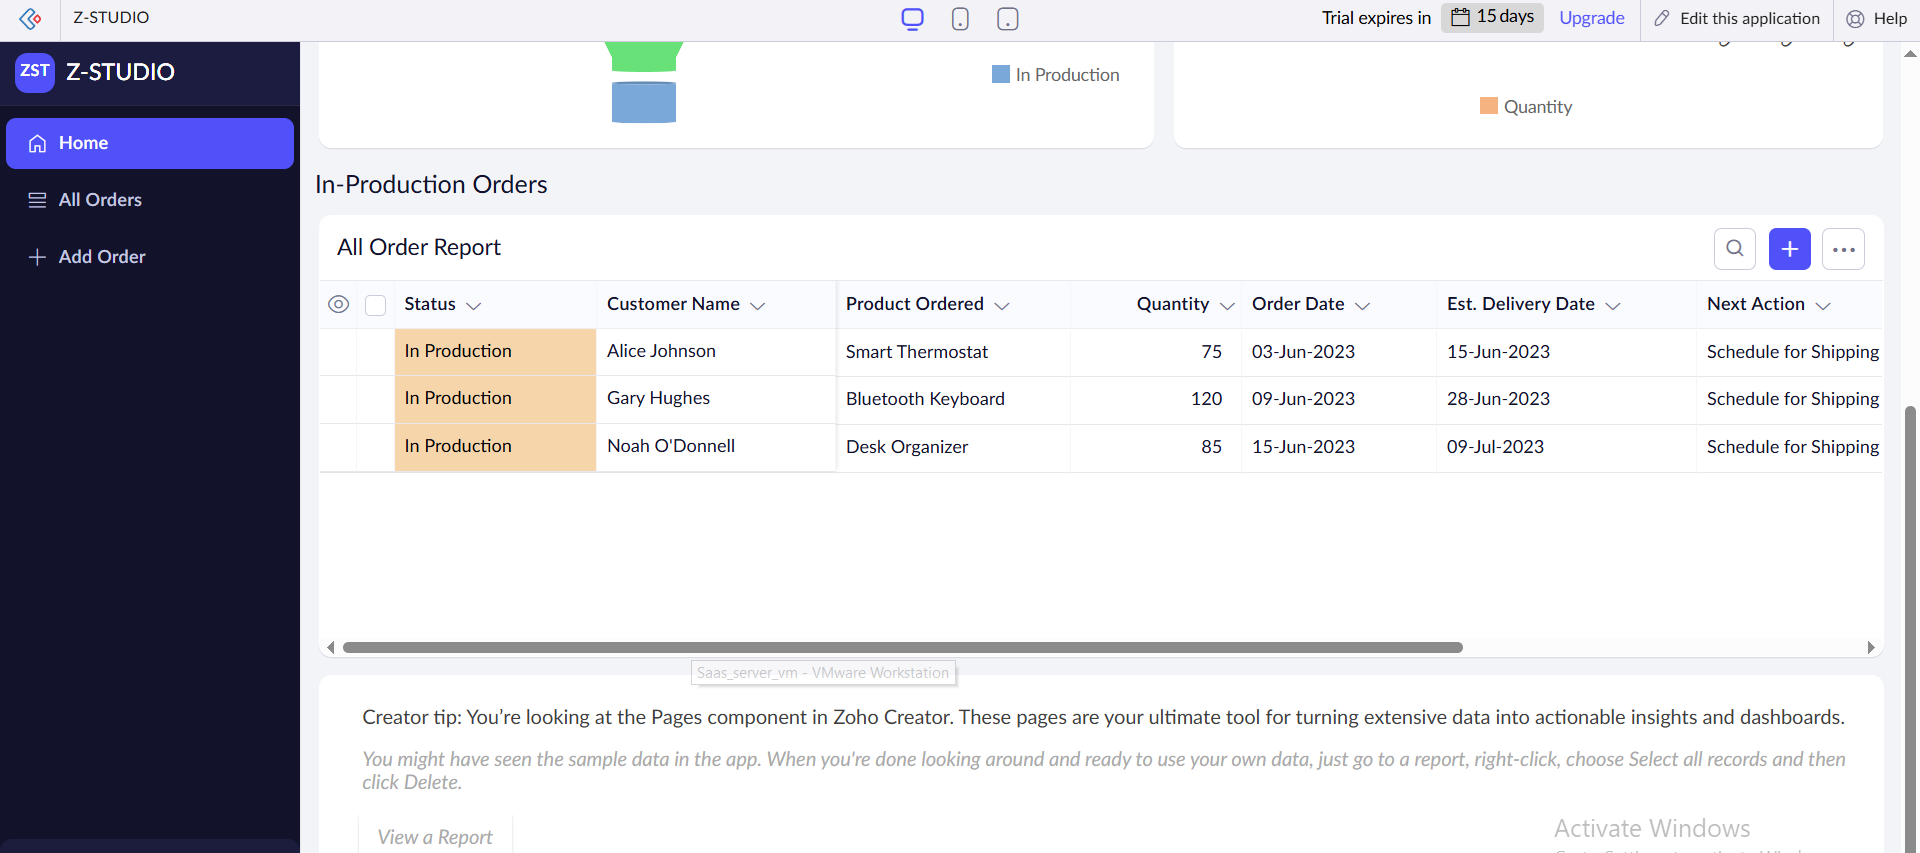 Z-STUDIO
Trial expires in 15 days Upgrade Edit this application Help
ZST Z-STUDIO
Home
All Orders
Add Order
In Production
Quantity
In-Production Orders
All Order Report
Status Customer Name Product Ordered Quantity Order Date Est. Delivery Date Next Action
In Production Alice Johnson Smart Thermostat 75 03-Jun-2023 15-Jun-2023 Schedule for Shipping
In Production Gary Hughes Bluetooth Keyboard 120 09-Jun-2023 28-Jun-2023 Schedule for Shipping
In Production Noah O'Donnell Desk Organizer 85 15-Jun-2023 09-Jul-2023 Schedule for Shipping
Saas_server_vm - VMware Workstation
Creator tip: You’re looking at the Pages component in Zoho Creator. These pages are your ultimate tool for turning extensive data into actionable insights and dashboards.
You might have seen the sample data in the app. When you're done looking around and ready to use your own data, just go to a report, right-click, choose Select all records and then
click Delete.
View a Report
Activate Windows